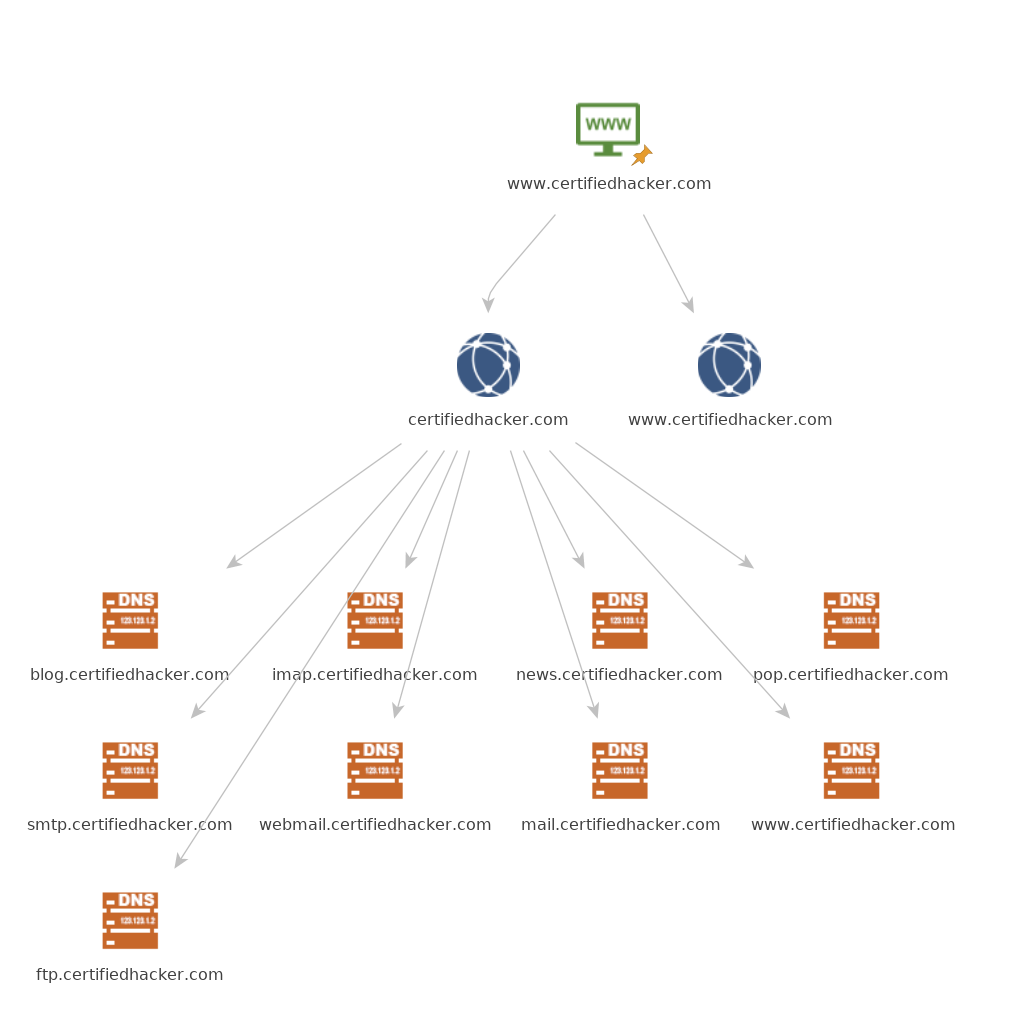 WWW
www.certifiedhacker.com
certifiedhacker.com
www.certifiedhacker.com
DNS
123.123.1.2
blog.certifiedhacker.com
DNS
123.123.1.2
imap.certifiedhacker.com
DNS
123.123.1.2
news.certifiedhacker.com
DNS
123.123.1.2
pop.certifiedhacker.com
DNS
123.123.1.2
smtp.certifiedhacker.com
DNS
123.123.1.2
webmail.certifiedhacker.com
DNS
123.123.1.2
mail.certifiedhacker.com
DNS
123.123.1.2
www.certifiedhacker.com
DNS
123.123.1.2
ftp.certifiedhacker.com